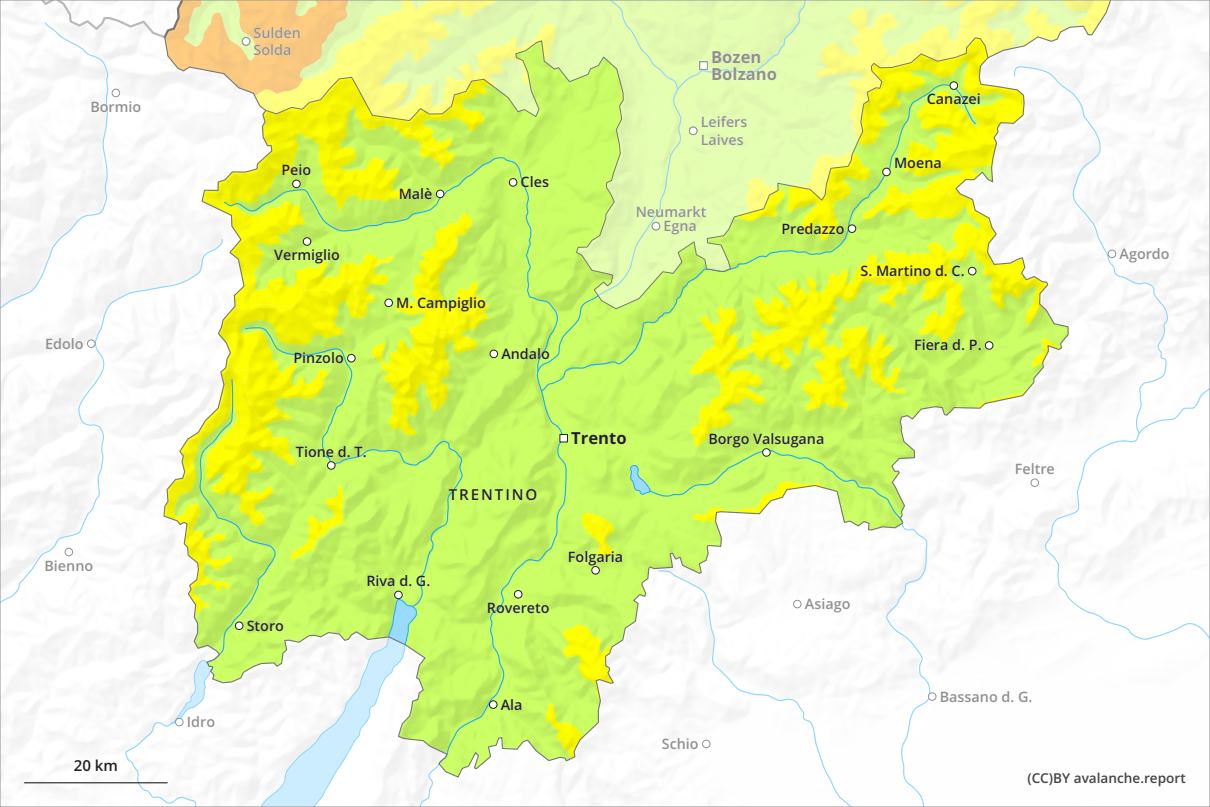 Sulden
Solda
Bozen
Bolzano
Bormio
Canazei
Leifers
Laives
Moena
Peio
Malè
Cles
Neumarkt
Egna
Predazzo
Vermiglio
Agordo
S. Martino d. C.
M. Campiglio
Edolo
Pinzolo
Andalo
Fiera d. P.
Trento
Borgo Valsugana
Tione d. T.
Feltre
TRENTINO
Bienno
Folgaria
Riva d. G.
Rovereto
Asiago
Storo
Bassano d. G.
Ala
Idro
Schio
20 km
(CC)BY avalanche.report